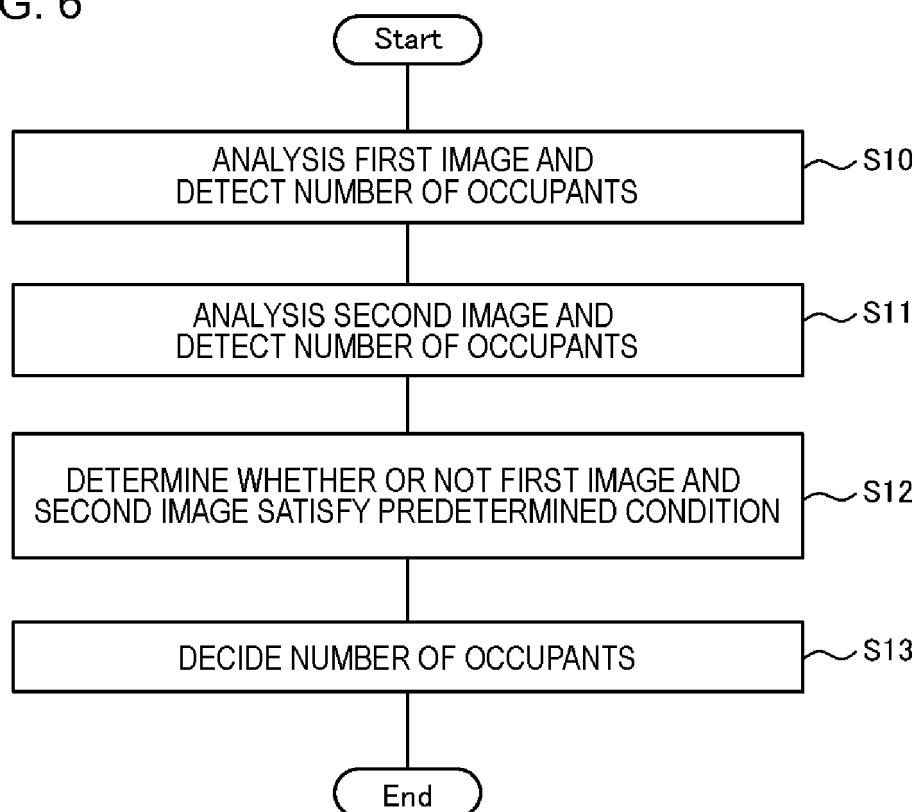 G. 6
Start
ANALYSIS FIRST IMAGE AND
DETECT NUMBER OF OCCUPANTS
S10
ANALYSIS SECOND IMAGE AND
DETECT NUMBER OF OCCUPANTS
S11
DETERMINE WHETHER OR NOT FIRST IMAGE AND
SECOND IMAGE SATISFY PREDETERMINED CONDITION
S12
DECIDE NUMBER OF OCCUPANTS
S13
End